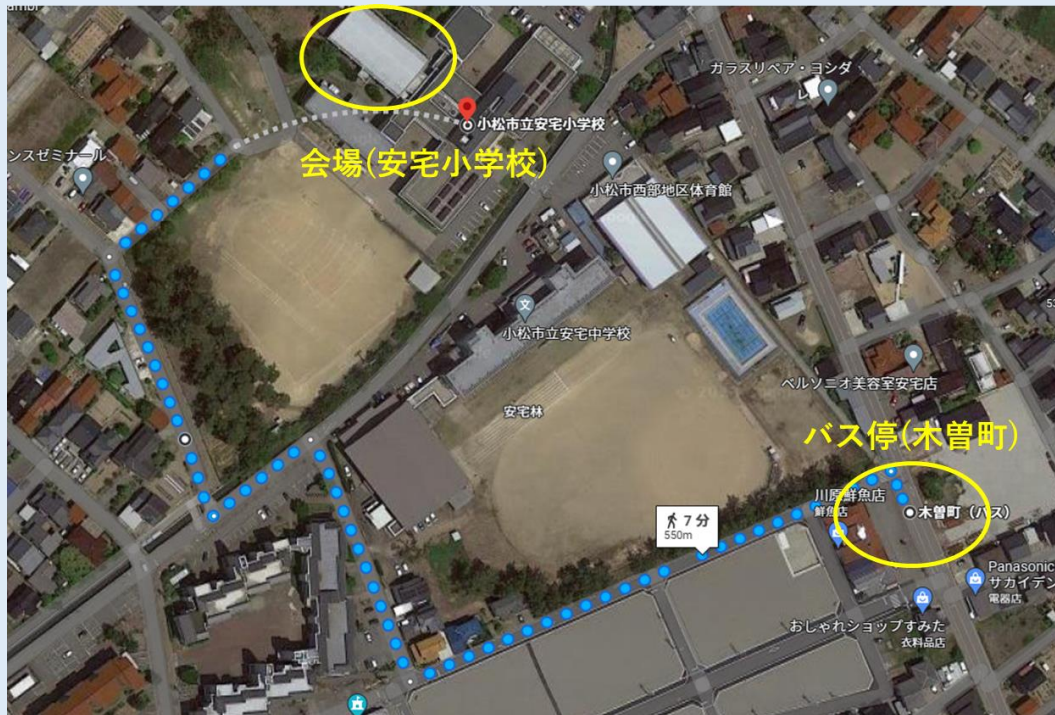 小松市立安宅小学校
ガラスリペア・ヨシダ
会場(安宅小学校)
ンスゼミナール
小松市西部地区体育館
文
小松市立安宅中学校
ベルソニオ美容室安宅店
安宅林
バス停(木曽町)
川原鮮魚店
鮮魚店
木曽町（バス）
7 分
550m
Panasonic
サカイデン
電器店
おしゃれショップすみた
衣料品店